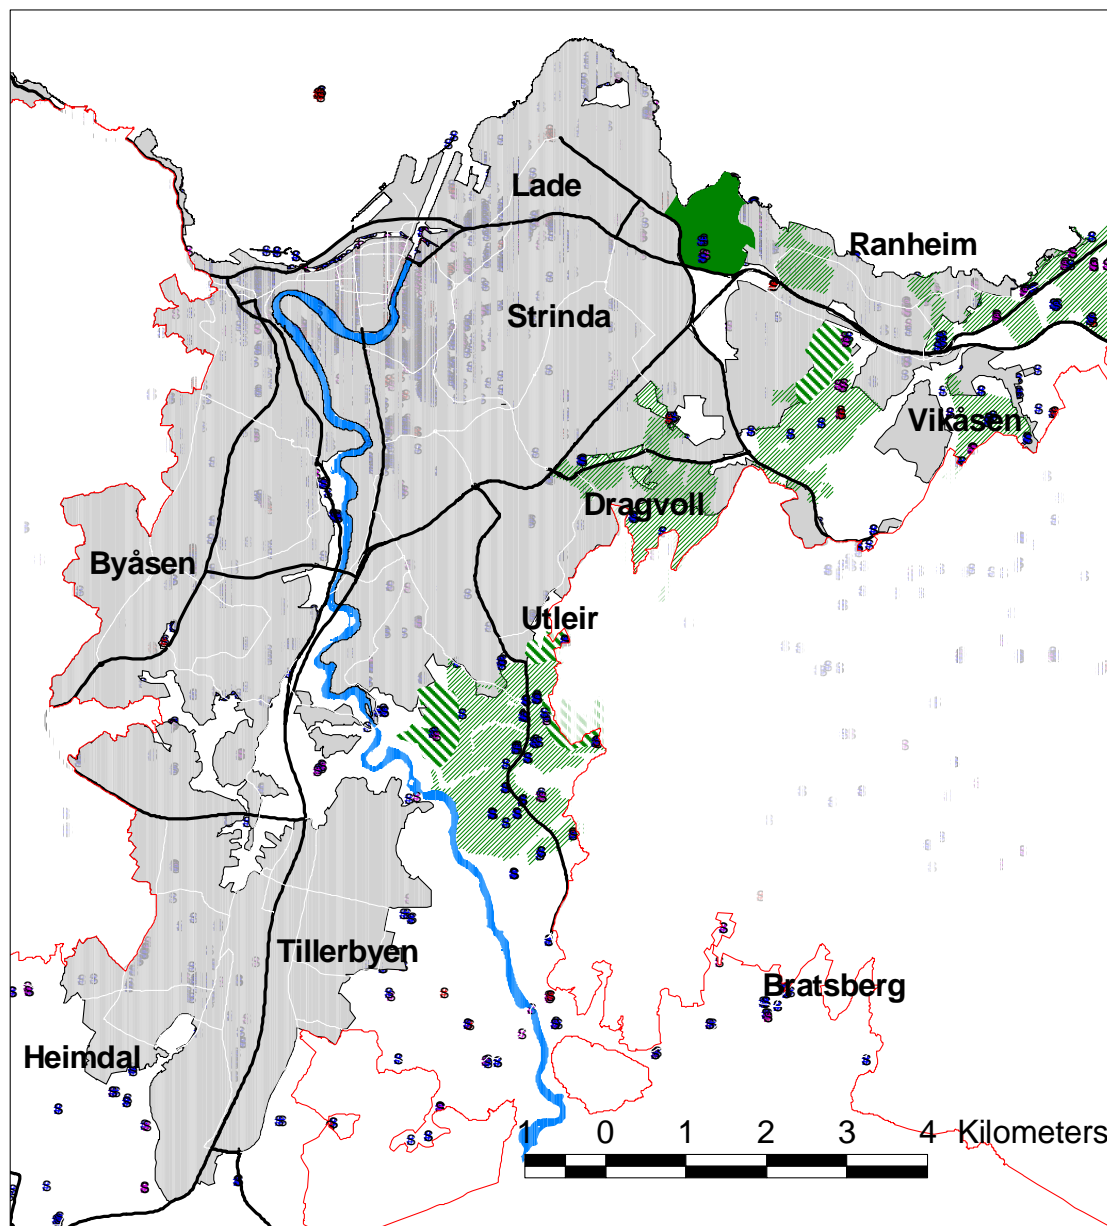 Lade
Ranheim
Strinda
Vikåsen
Dragvoll
Byåsen
Utleir
Tillerbyen
Bratsberg
Heimdal
1 0 1 2 3 4 Kilometers